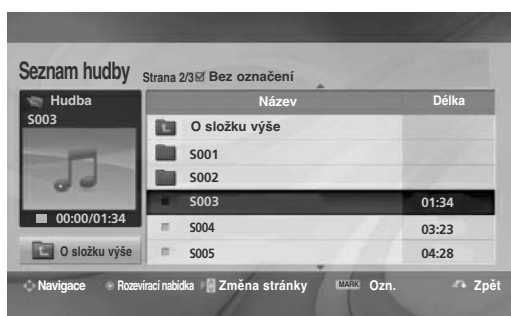 Seznam hudby Strana 2/3 Bez označení
Hudba
S003
00:00/01:34
O složku výše
Název Délka
O složku výše
S001
S002
S003 01:34
S004 03:23
S005 04:28
Navigace Rozevírací nabídka Změna stránky MARK Ozn. Zpět